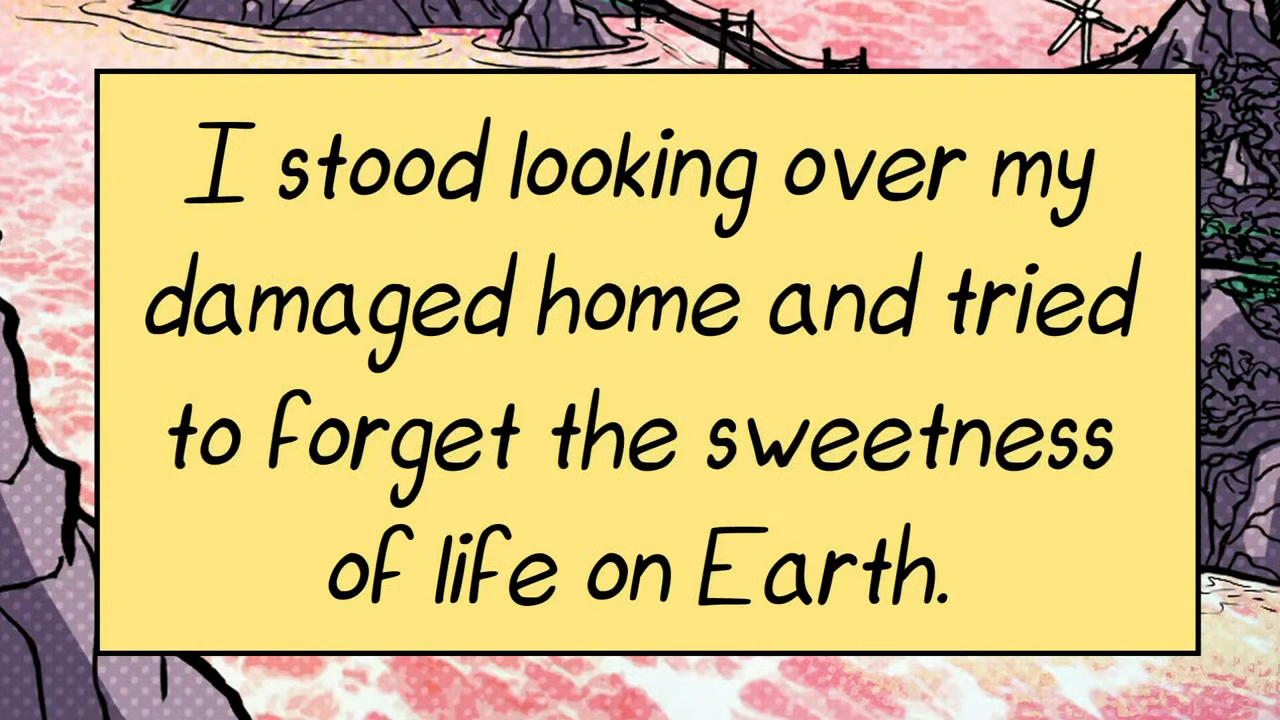 I stood looking over my
damaged home and tried
to forget the sweetness
of life on Earth.